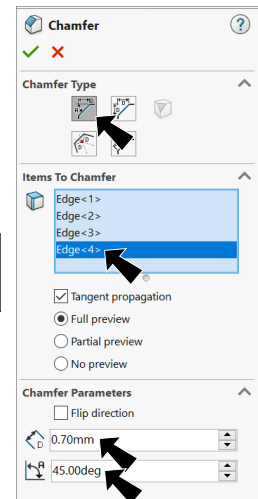 Chamfer
Chamfer Type
Items To Chamfer
Edge<1>
Edge<2>
Edge<3>
Edge<4>
Tangent propagation
Full preview
Partial preview
No preview
Chamfer Parameters
Flip direction
0.70mm
45.00deg